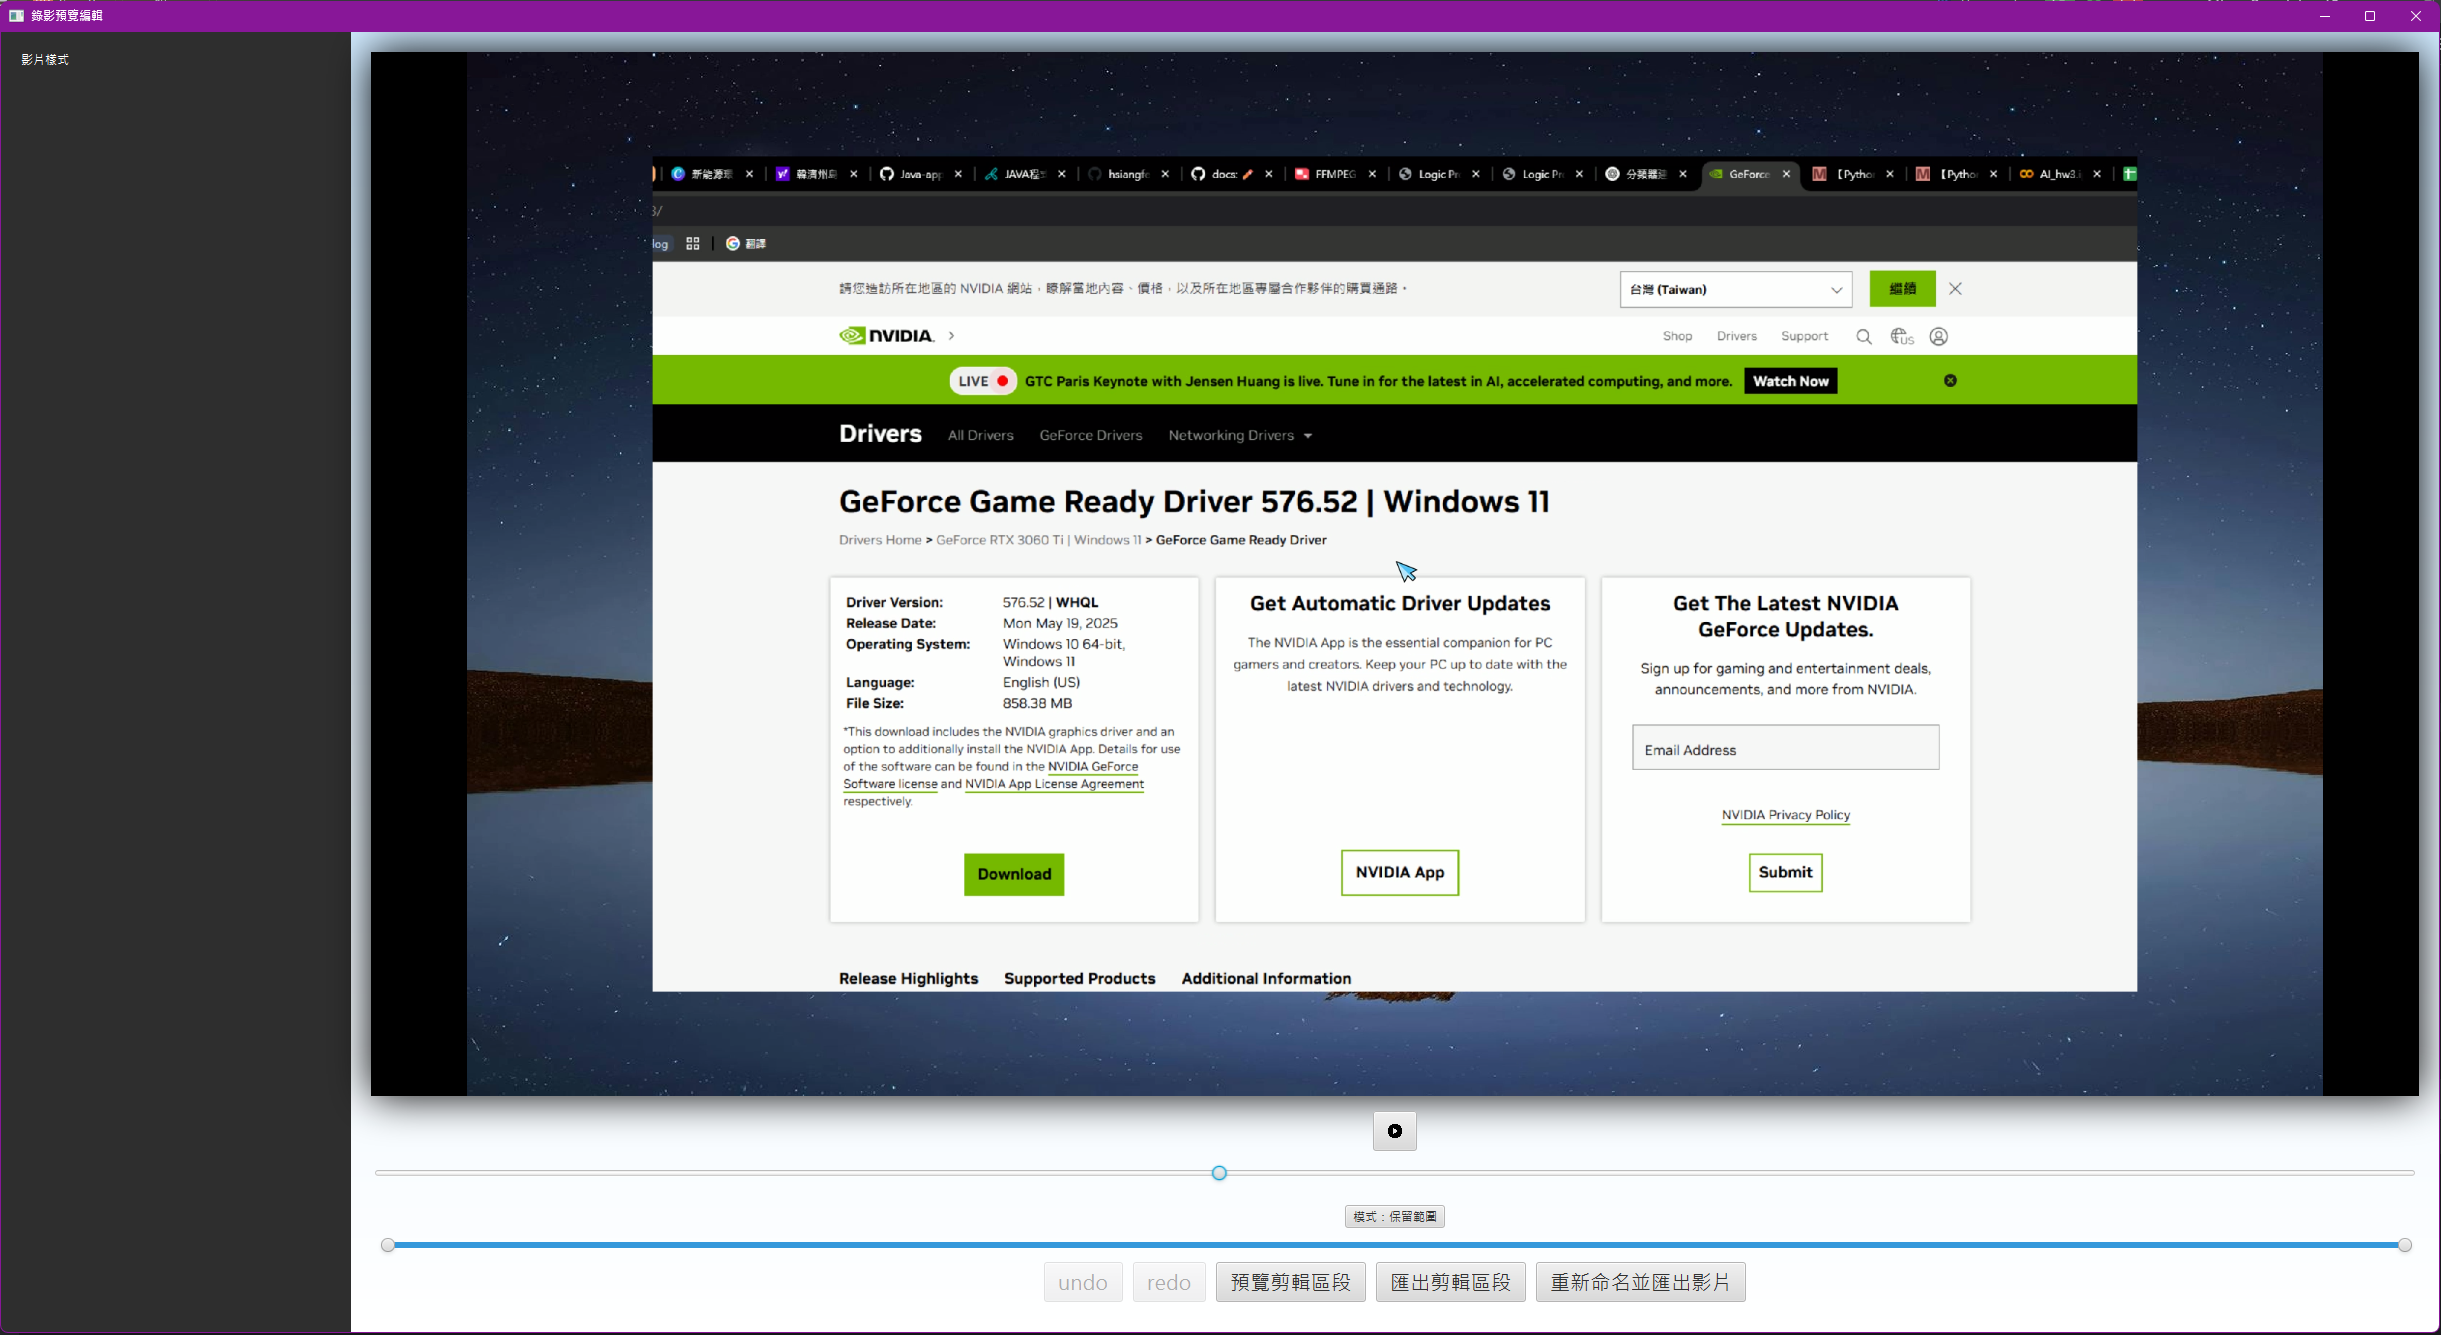 錄影預覽編輯
影片樣式
新能源環 韓濟州島 Java-app JAVA程式 hsiangfe docs: FFMPEG Logic Pr Logic Pr GeForce 【Pytho 【Pytho AI_hw3.i
3/
log 翻譯
請您造訪所在地區的 NVIDIA 網站，瞭解當地內容、價格，以及所在地區專屬合作夥伴的購買通路。 台灣 (Taiwan) 繼續
NVIDIA. Shop Drivers Support US
LIVE GTC Paris Keynote with Jensen Huang is live. Tune in for the latest in AI, accelerated computing, and more. Watch Now
Drivers All Drivers GeForce Drivers Networking Drivers
GeForce Game Ready Driver 576.52 | Windows 11
Drivers Home > GeForce RTX 3060 Ti | Windows 11 > GeForce Game Ready Driver
Driver Version: 576.52 | WHQL
Release Date: Mon May 19, 2025
Operating System: Windows 10 64-bit,
Windows 11
Language: English (US)
File Size: 858.38 MB
*This download includes the NVIDIA graphics driver and an
option to additionally install the NVIDIA App. Details for use
of the software can be found in the NVIDIA GeForce
Software license and NVIDIA App License Agreement
respectively.
Download
Get Automatic Driver Updates
The NVIDIA App is the essential companion for PC
gamers and creators. Keep your PC up to date with the
latest NVIDIA drivers and technology.
NVIDIA App
Get The Latest NVIDIA
GeForce Updates.
Sign up for gaming and entertainment deals,
announcements, and more from NVIDIA.
Email Address
NVIDIA Privacy Policy
Submit
Release Highlights Supported Products Additional Information
模式：保留範圍
undo redo 預覽剪輯區段 匯出剪輯區段 重新命名並匯出影片